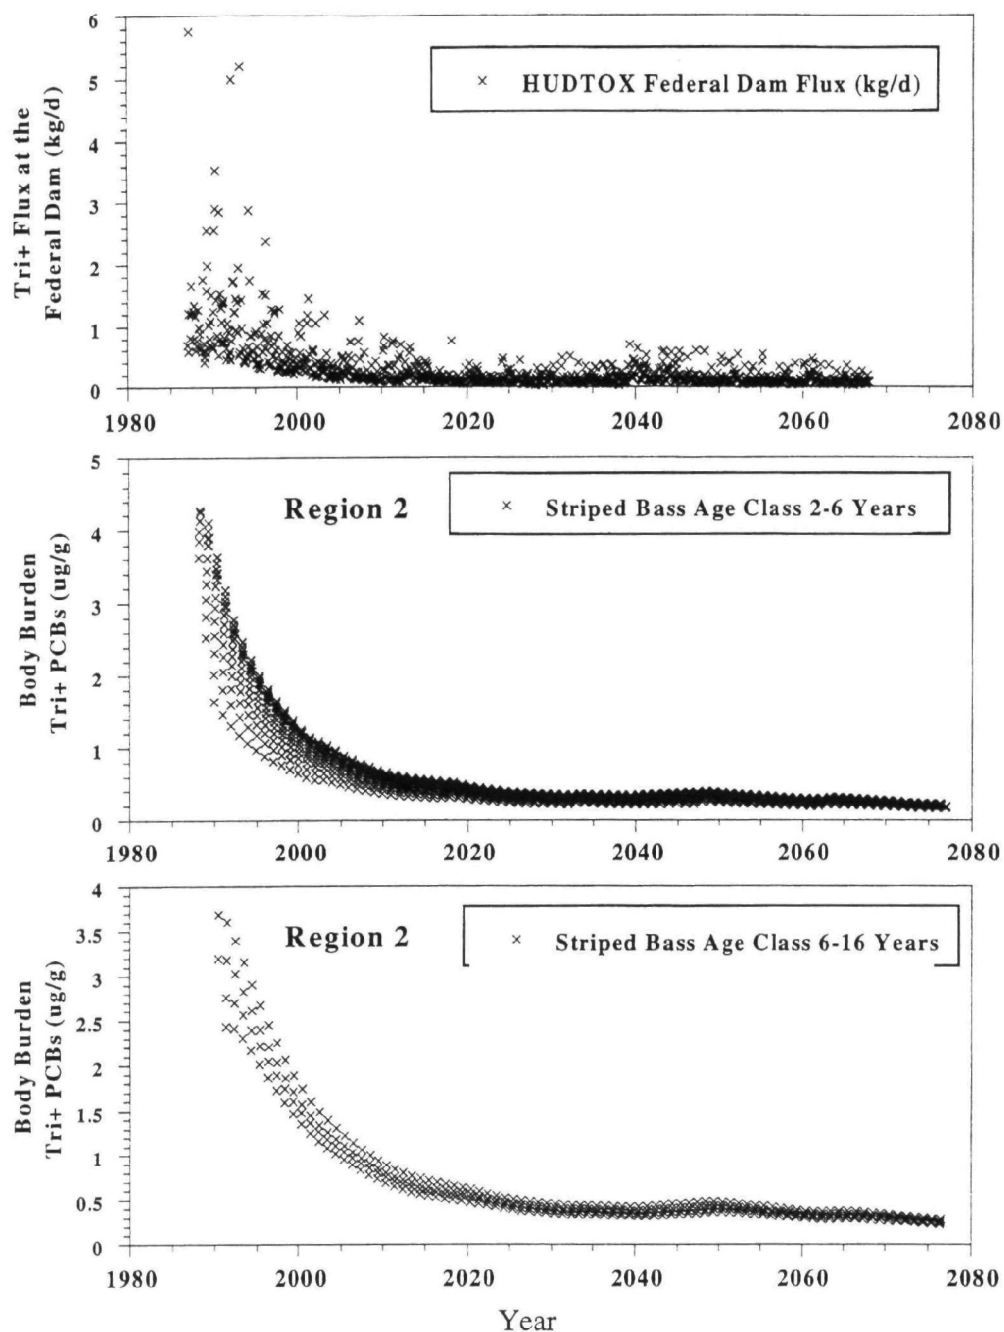 6
5
4
3
2
1
0
Tri+ Flux at the
Federal Dam (kg/d)
× HUDTOX Federal Dam Flux (kg/d)
1980 2000 2020 2040 2060 2080
5
4
3
2
1
0
Body Burden
Tri+ PCBs (ug/g)
Region 2
× Striped Bass Age Class 2-6 Years
1980 2000 2020 2040 2060 2080
4
3.5
3
2.5
2
1.5
1
0.5
0
Body Burden
Tri+ PCBs (ug/g)
Region 2
× Striped Bass Age Class 6-16 Years
1980 2000 2020 2040 2060 2080
Year